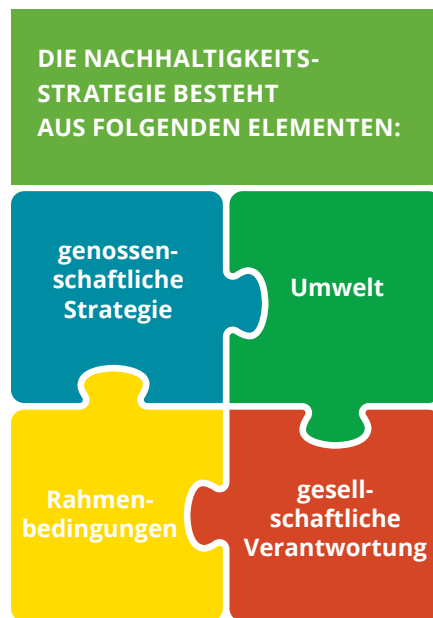 DIE NACHHALTIGKEITS-
STRATEGIE BESTEHT
AUS FOLGENDEN ELEMENTEN:
genossen-
schaftliche
Strategie
Umwelt
Rahmen-
bedingungen
gesell-
schaftliche
Verantwortung